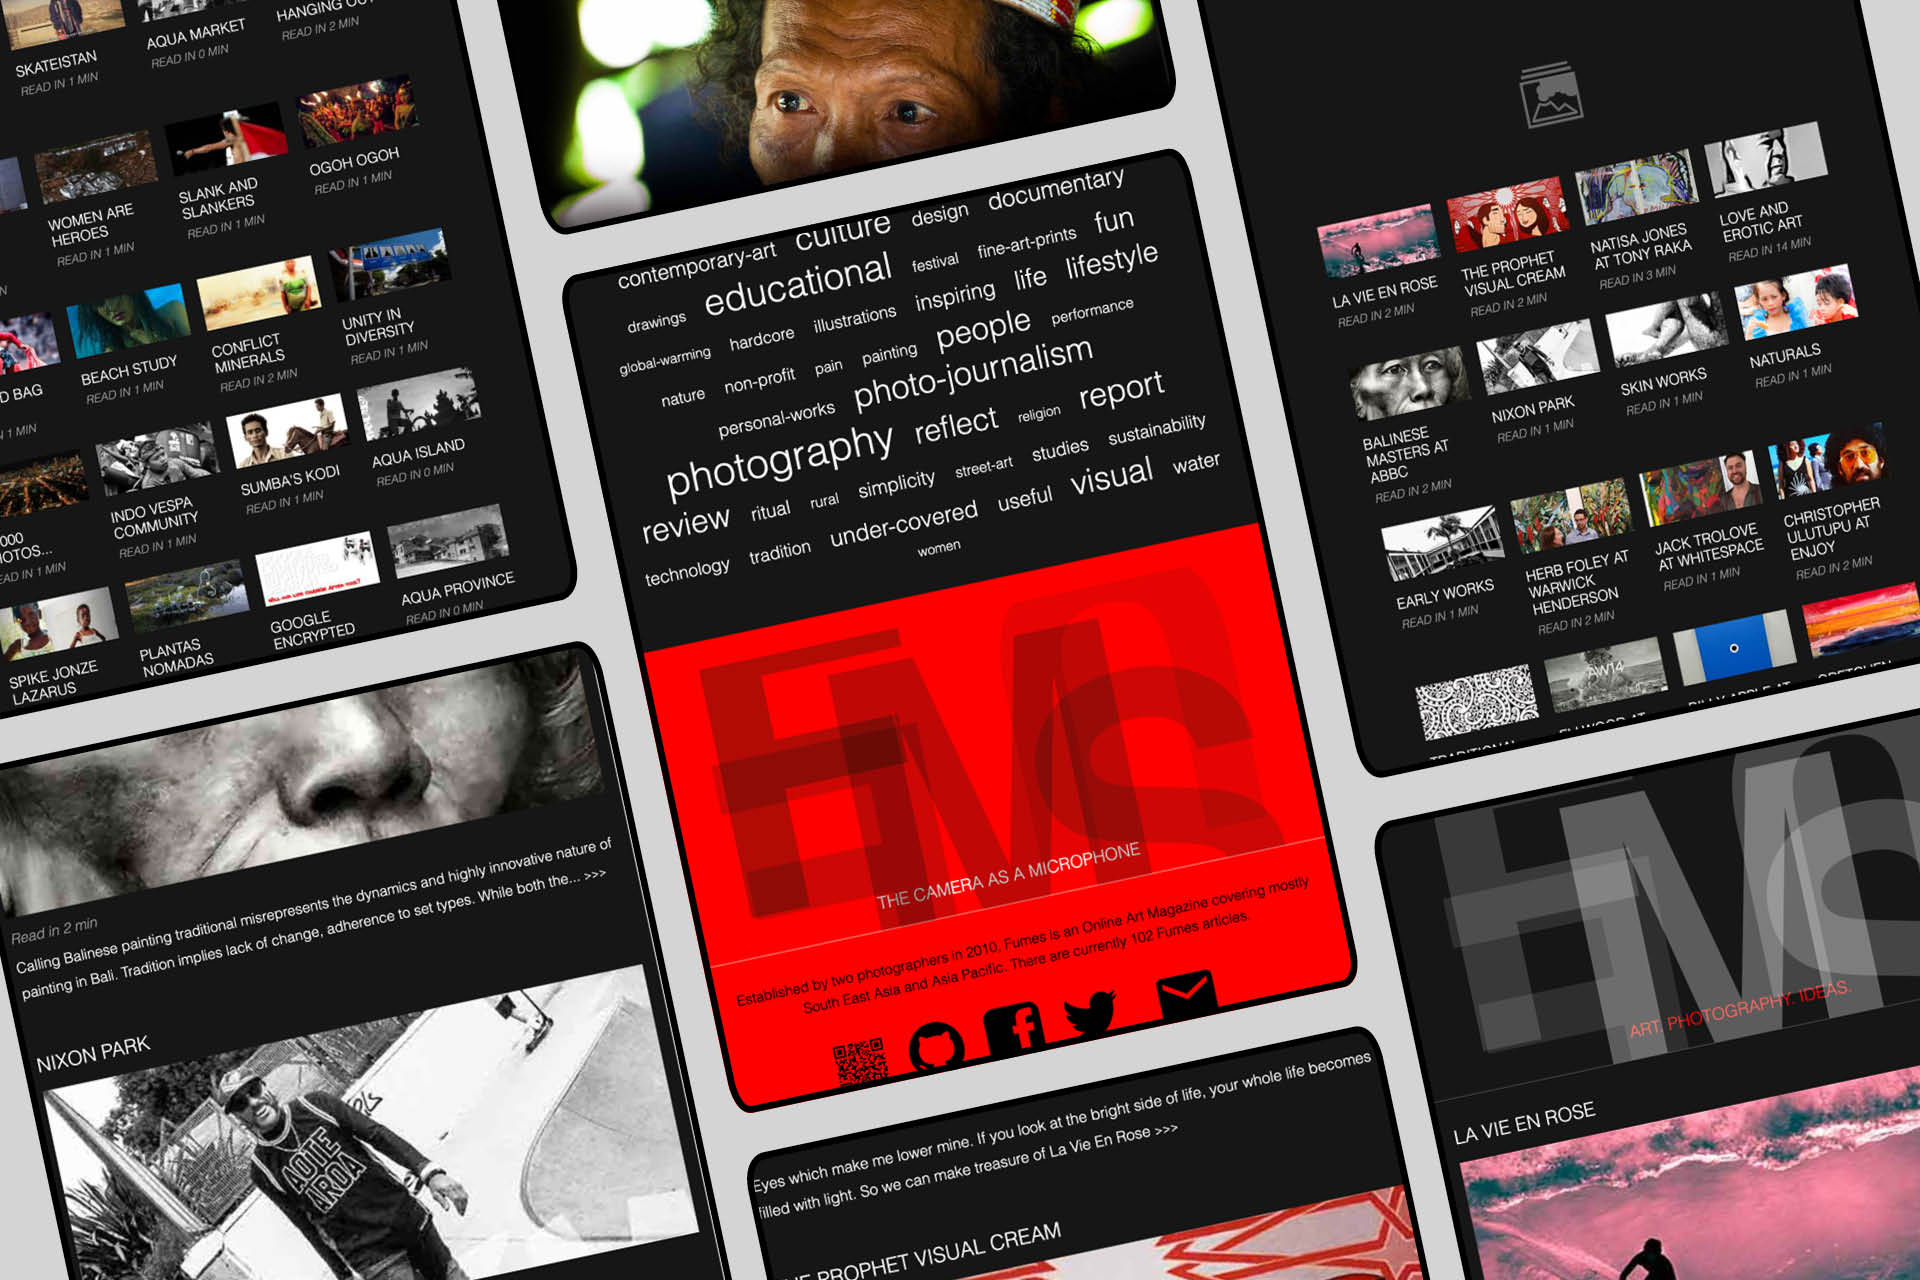 SKATEISTAN
READ IN 1 MIN
AQUA MARKET
READ IN 0 MIN
READ IN 2 MIN
WOMEN ARE
HEROES
READ IN 1 MIN
SLANK AND
SLANKERS
READ IN 1 MIN
OGOH OGOH
READ IN 1 MIN
D BAG
N 1 MIN
BEACH STUDY
READ IN 1 MIN
CONFLICT
MINERALS
READ IN 2 MIN
UNITY IN
DIVERSITY
READ IN 1 MIN
000
HOTOS...
EAD IN 1 MIN
INDO VESPA
COMMUNITY
READ IN 1 MIN
SUMBA'S KODI
READ IN 1 MIN
AQUA ISLAND
READ IN 0 MIN
SPIKE JONZE
LAZARUS
PLANTAS
NOMADAS
GOOGLE
ENCRYPTED
AQUA PROVINCE
READ IN 0 MIN
Read in 2 min
Calling Balinese painting traditional misrepresents the dynamics and highly innovative nature of
painting in Bali. Tradition implies lack of change, adherence to set types. While both the... >>>
NIXON PARK
AOTE
AROA
contemporary-art culture design documentary
drawings educational festival fine-art-prints fun
global-warming hardcore illustrations inspiring life lifestyle
nature non-profit pain painting people performance
personal-works photo-journalism
photography reflect religion report
review ritual rural simplicity street-art studies sustainability
technology tradition under-covered useful visual water
women
FMS
THE CAMERA AS A MICROPHONE
Established by two photographers in 2010, Fumes is an Online Art Magazine covering mostly
South East Asia and Asia Pacific. There are currently 102 Fumes articles.
Eyes which make me lower mine. If you look at the bright side of life, your whole life becomes
filled with light. So we can make treasure of La Vie En Rose >>>
PROPHET VISUAL CREAM
LA VIE EN ROSE
READ IN 2 MIN
THE PROPHET
VISUAL CREAM
READ IN 2 MIN
NATISA JONES
AT TONY RAKA
READ IN 3 MIN
LOVE AND
EROTIC ART
READ IN 14 MIN
BALINESE
MASTERS AT
ABBC
READ IN 2 MIN
NIXON PARK
READ IN 1 MIN
SKIN WORKS
READ IN 1 MIN
NATURALS
READ IN 1 MIN
EARLY WORKS
READ IN 1 MIN
HERB FOLEY AT
WARWICK
HENDERSON
READ IN 2 MIN
JACK TROLOVE
AT WHITESPACE
READ IN 1 MIN
CHRISTOPHER
ULUTUPU AT
ENJOY
READ IN 2 MIN
AW14
TRADITIONAL
ART. PHOTOGRAPHY. IDEAS.
LA VIE EN ROSE